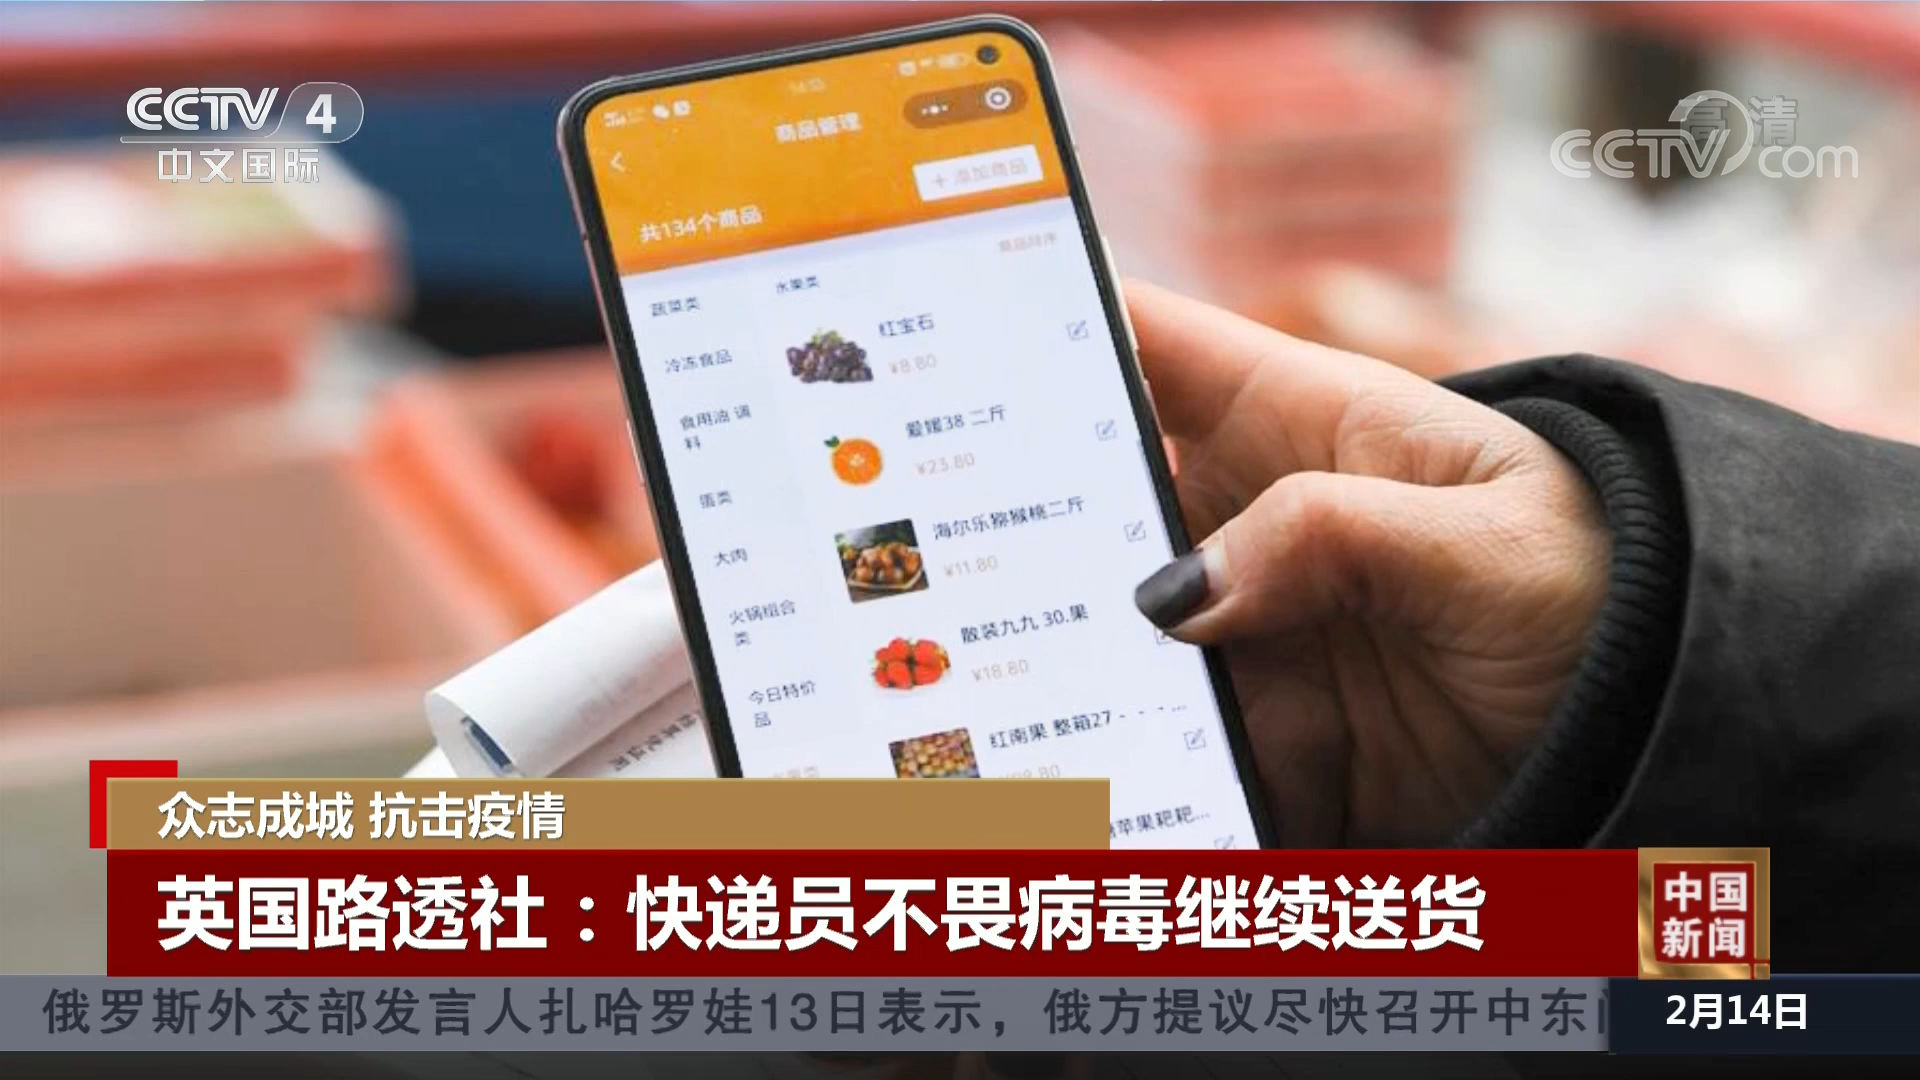 CCTV 4
中文国际
高清
CCTV com
商品管理
+ 添加商品
共134个商品
商品排序
蔬菜类
水果类
红宝石
¥8.80
冷冻食品
爱媛38 二斤
¥23.80
食用油 调
料
蛋类
海尔乐猕猴桃二斤
¥11.80
大肉
火锅组合
类
散装九九 30.果
¥18.80
今日特价
品
红南果 整箱27---...
苹果粑粑...
众志成城 抗击疫情
英国路透社：快递员不畏病毒继续送货
中国
新闻
俄罗斯外交部发言人扎哈罗娃13日表示，俄方提议尽快召开中东
2月14日